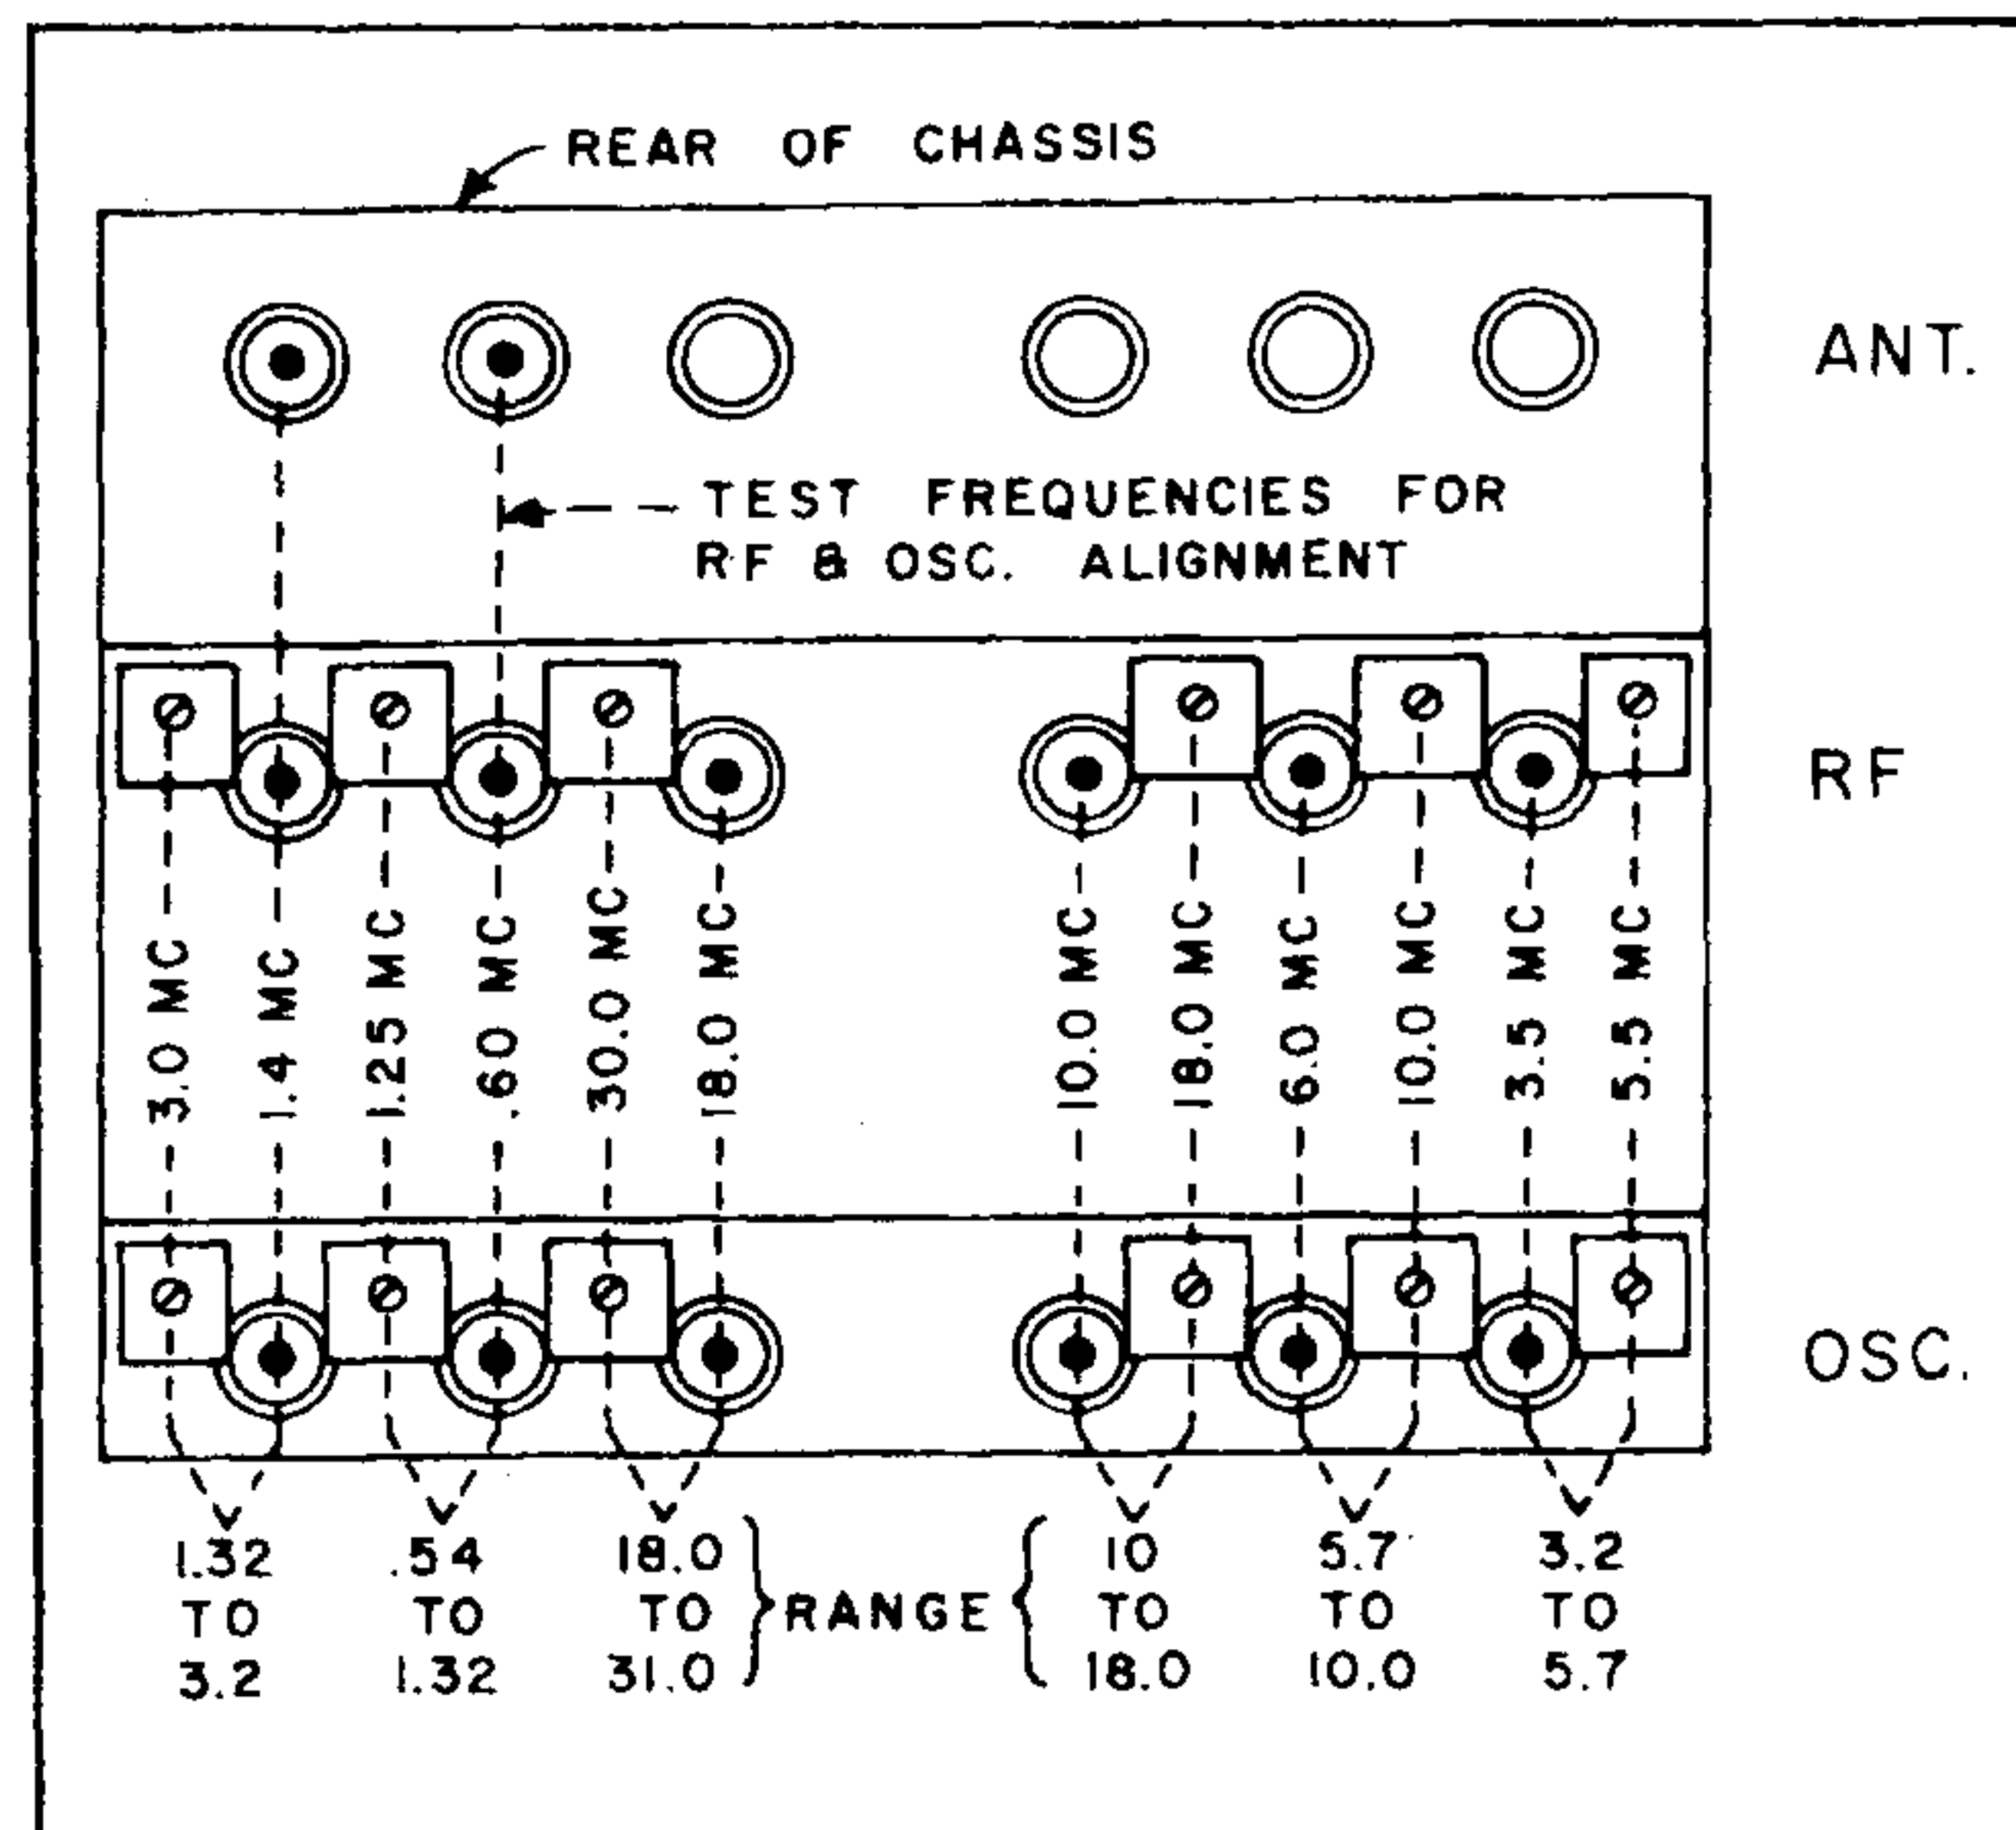 REAR OF CHASSIS
ANT.
TEST FREQUENCIES FOR
RF & OSC. ALIGNMENT
RF
3.0 MC
1.4 MC
1.25 MC
.60 MC
30.0 MC
18.0 MC
10.0 MC
18.0 MC
6.0 MC
10.0 MC
3.5 MC
5.5 MC
OSC.
1.32
TO
3.2
.54
TO
1.32
18.0
TO
31.0
} RANGE {
10
TO
18.0
5.7
TO
10.0
3.2
TO
5.7